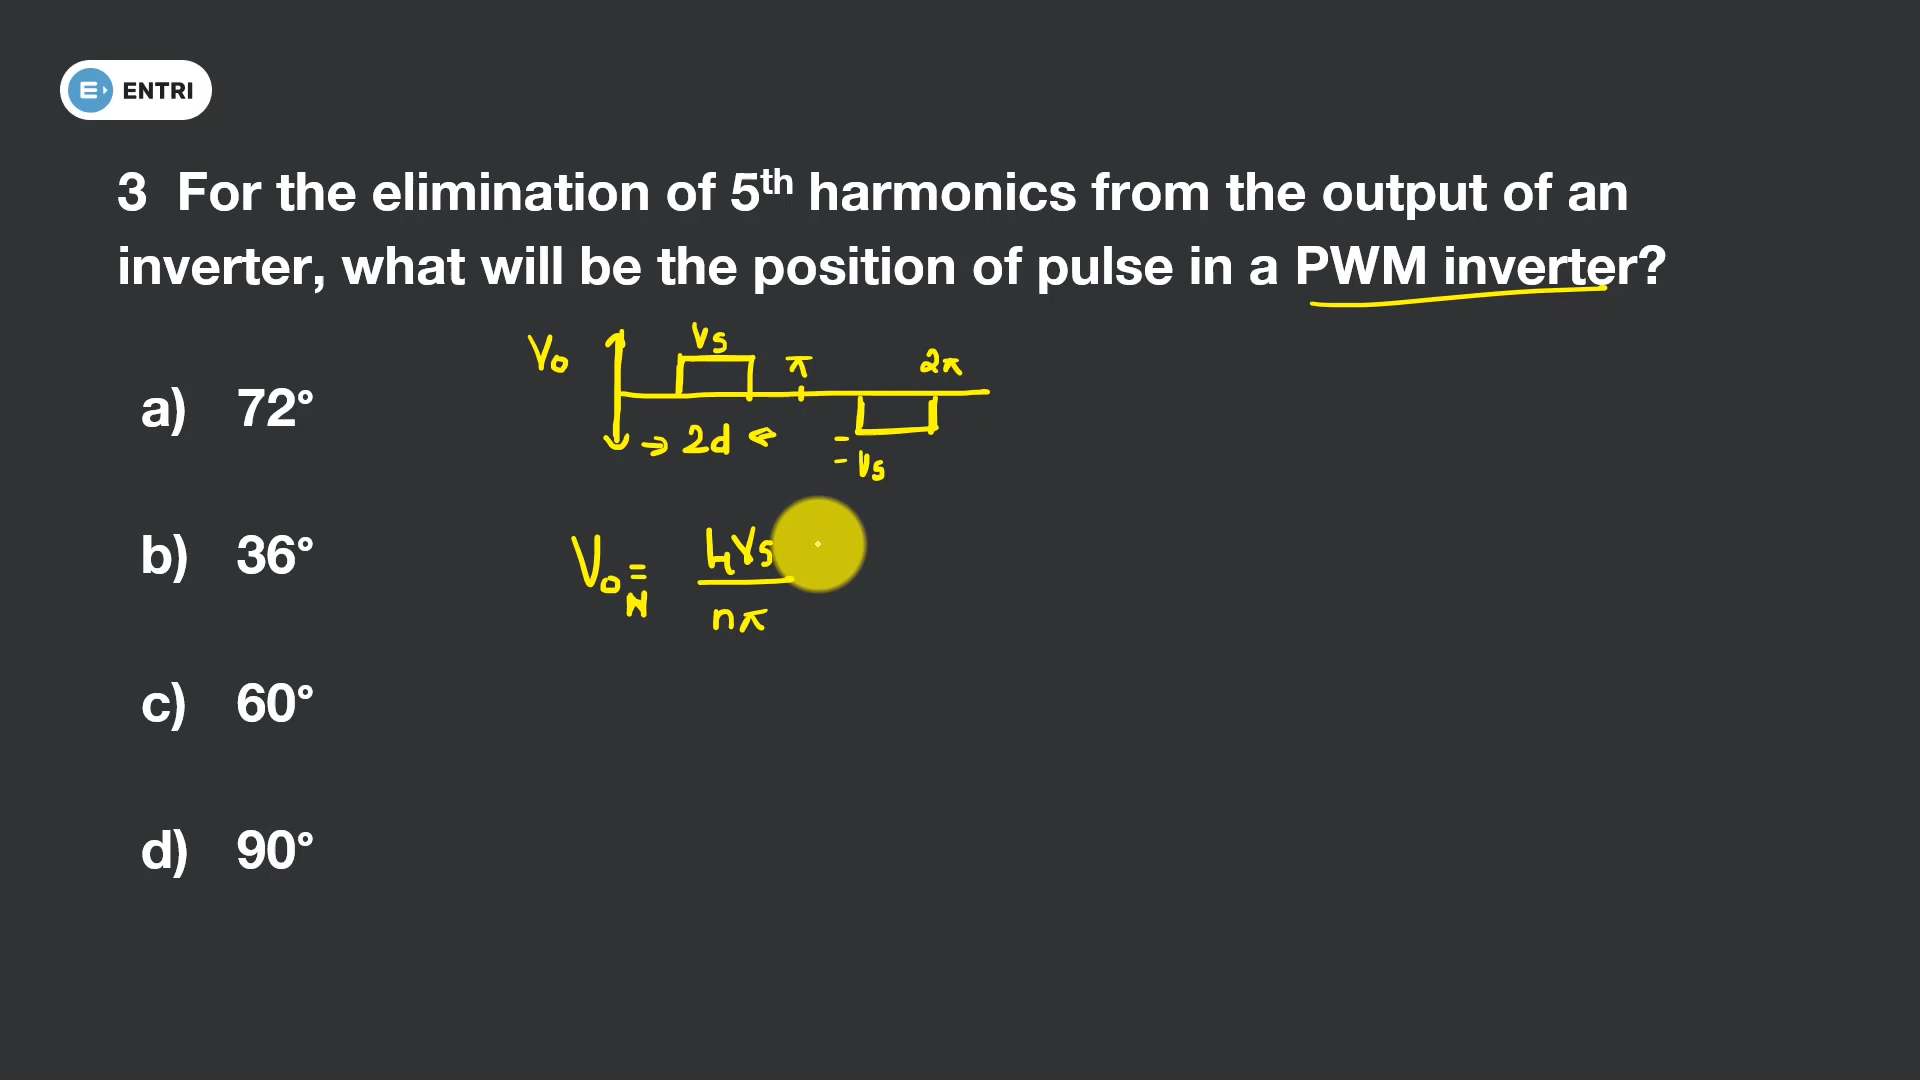 ENTRI
3 For the elimination of 5th harmonics from the output of an
inverter, what will be the position of pulse in a PWM inverter?
Vo Vs π 2π
→ 2d ←
- Vs
a) 72°
b) 36°
c) 60°
d) 90°
Vo n = 4Vs
nπ